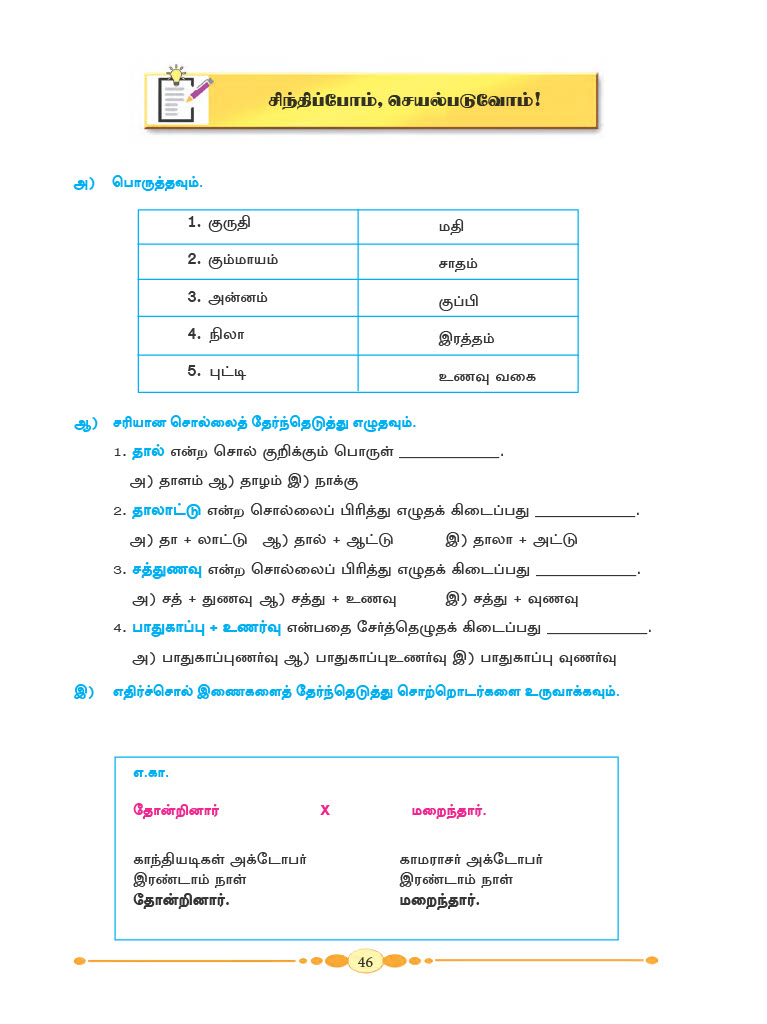 சிந்திப்போம், செயல்படுவோம்!
அ) பொருத்தவும்.
1. குருதி மதி
2. கும்மாயம் சாதம்
3. அன்னம் குப்பி
4. நிலா இரத்தம்
5. புட்டி உணவு வகை
ஆ) சரியான சொல்லைத் தேர்ந்தெடுத்து எழுதவும்.
1. தால் என்ற சொல் குறிக்கும் பொருள் ____________.
அ) தாளம் ஆ) தாழம் இ) நாக்கு
2. தாலாட்டு என்ற சொல்லைப் பிரித்து எழுதக் கிடைப்பது ____________.
அ) தா + லாட்டு ஆ) தால் + ஆட்டு இ) தாலா + அட்டு
3. சத்துணவு என்ற சொல்லைப் பிரித்து எழுதக் கிடைப்பது ____________.
அ) சத் + துணவு ஆ) சத்து + உணவு இ) சத்து + வுணவு
4. பாதுகாப்பு + உணர்வு என்பதை சேர்த்தெழுதக் கிடைப்பது ____________.
அ) பாதுகாப்புணர்வு ஆ) பாதுகாப்புஉணர்வு இ) பாதுகாப்பு வுணர்வு
இ) எதிர்ச்சொல் இணைகளைத் தேர்ந்தெடுத்து சொற்றொடர்களை உருவாக்கவும்.
எ.கா.
தோன்றினார் X மறைந்தார்.
காந்தியடிகள் அக்டோபர் காமராசர் அக்டோபர்
இரண்டாம் நாள் இரண்டாம் நாள்
தோன்றினார். மறைந்தார்.
46